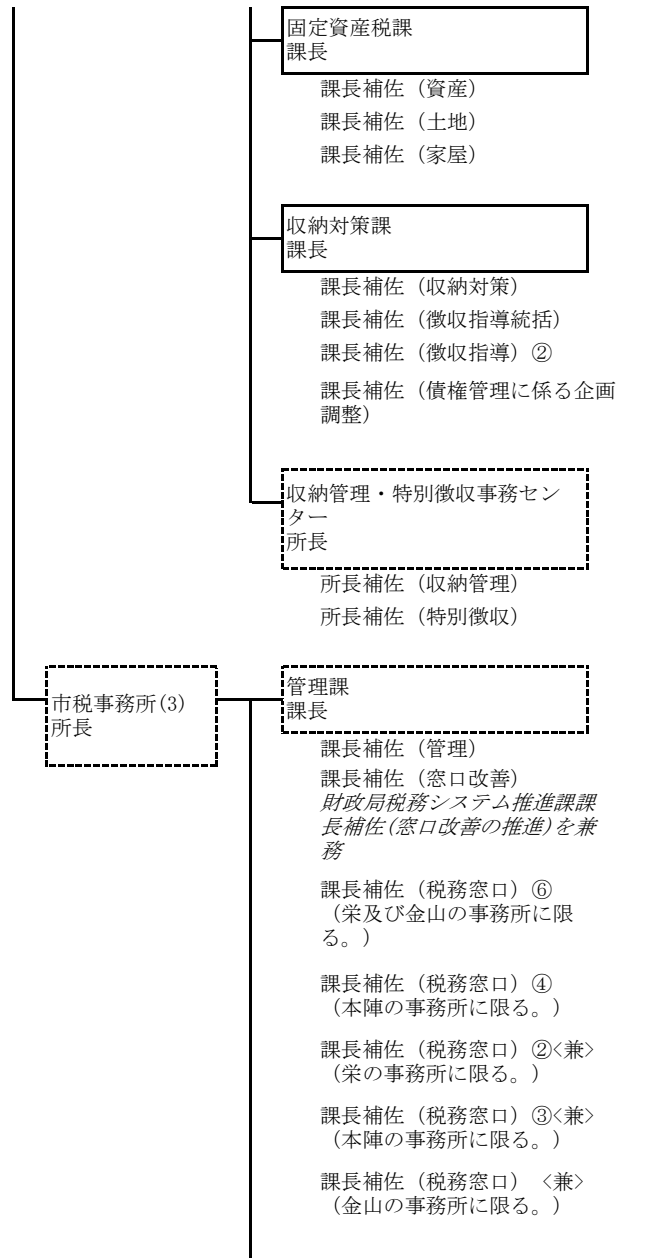 固定資産税課
課長
課長補佐（資産）
課長補佐（土地）
課長補佐（家屋）
収納対策課
課長
課長補佐（収納対策）
課長補佐（徴収指導統括）
課長補佐（徴収指導）②
課長補佐（債権管理に係る企画
調整）
収納管理・特別徴収事務セン
ター
所長
所長補佐（収納管理）
所長補佐（特別徴収）
市税事務所(3)
所長
管理課
課長
課長補佐（管理）
課長補佐（窓口改善）
財政局税務システム推進課課
長補佐(窓口改善の推進)を兼
務
課長補佐（税務窓口）⑥
（栄及び金山の事務所に限
る。）
課長補佐（税務窓口）④
（本陣の事務所に限る。）
課長補佐（税務窓口）②<兼>
（栄の事務所に限る。）
課長補佐（税務窓口）③<兼>
（本陣の事務所に限る。）
課長補佐（税務窓口） <兼>
（金山の事務所に限る。）